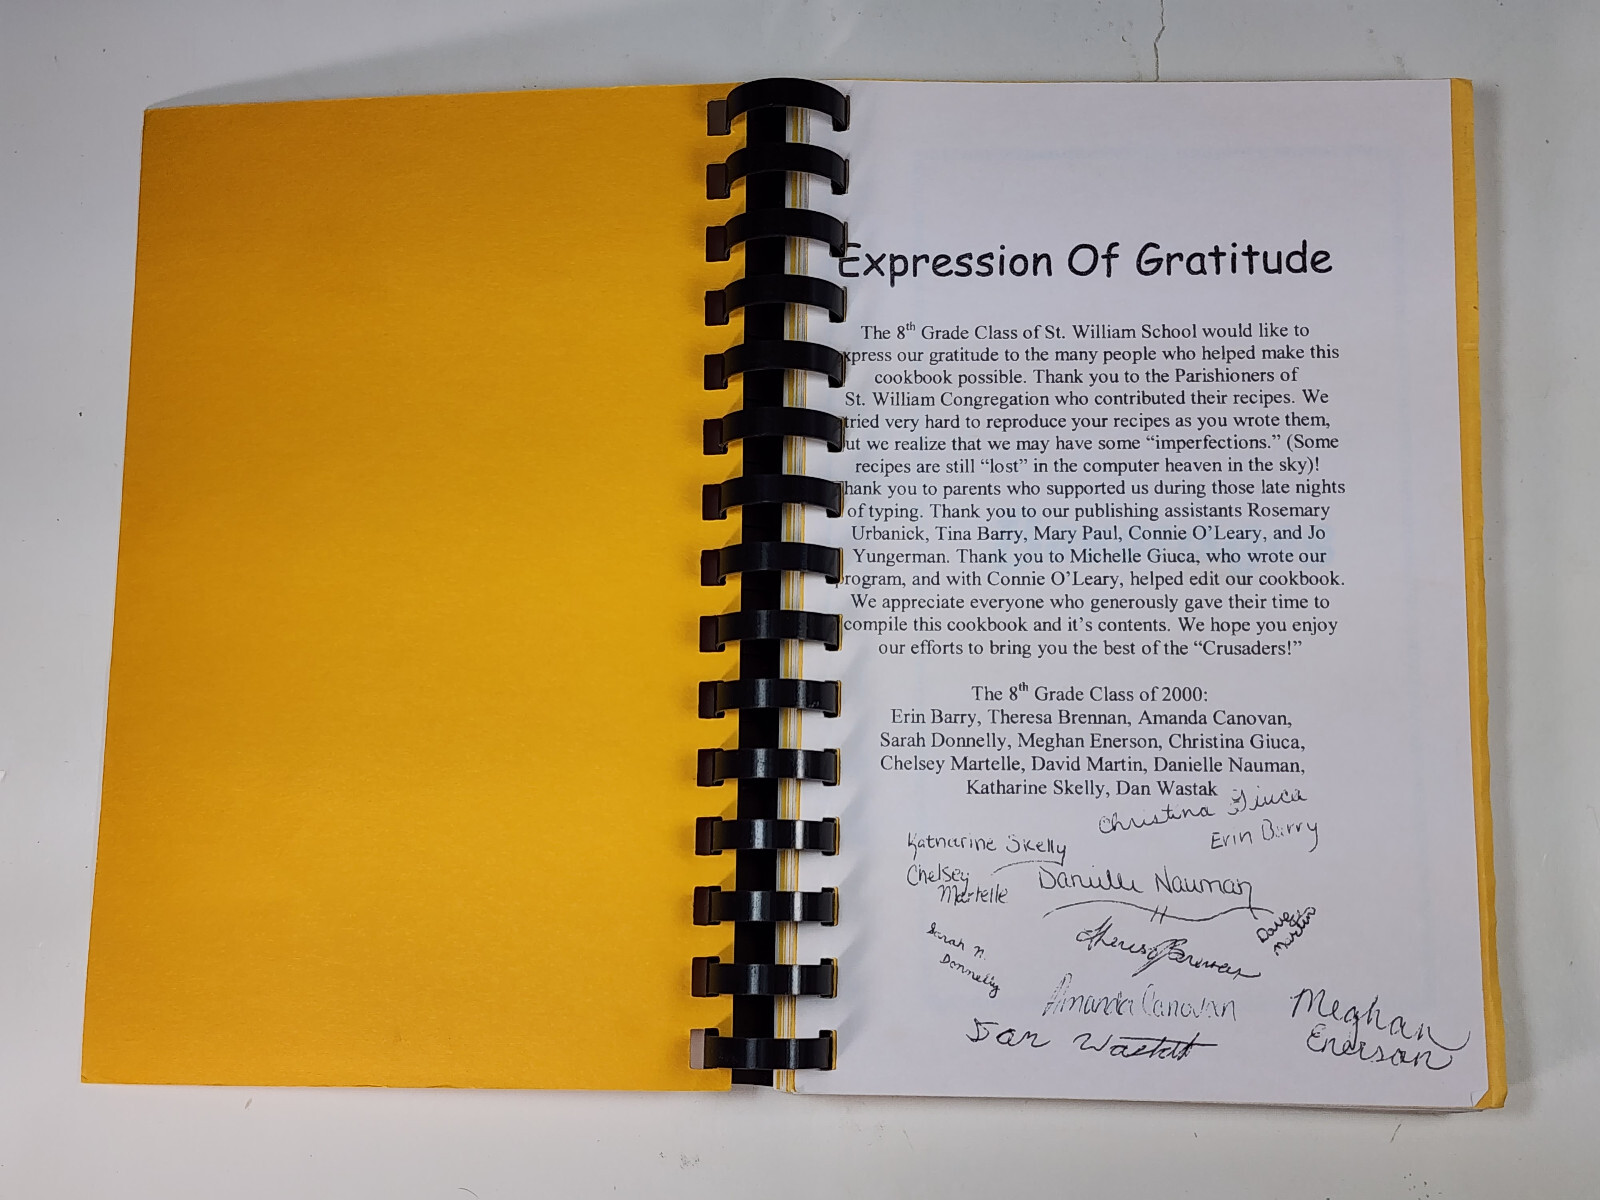 Expression Of Gratitude
The 8th Grade Class of St. William School would like to
xpress our gratitude to the many people who helped make this
cookbook possible. Thank you to the Parishioners of
St. William Congregation who contributed their recipes. We
tried very hard to reproduce your recipes as you wrote them,
ut we realize that we may have some “imperfections.” (Some
recipes are still “lost” in the computer heaven in the sky)!
hank you to parents who supported us during those late nights
of typing. Thank you to our publishing assistants Rosemary
Urbanick, Tina Barry, Mary Paul, Connie O’Leary, and Jo
Yungerman. Thank you to Michelle Giuca, who wrote our
rogram, and with Connie O’Leary, helped edit our cookbook.
We appreciate everyone who generously gave their time to
compile this cookbook and it’s contents. We hope you enjoy
our efforts to bring you the best of the “Crusaders!”
The 8th Grade Class of 2000:
Erin Barry, Theresa Brennan, Amanda Canovan,
Sarah Donnelly, Meghan Enerson, Christina Giuca,
Chelsey Martelle, David Martin, Danielle Nauman,
Katharine Skelly, Dan Wastak
Christina Giuca
Erin Barry
Katharine Skelly
Chelsey
Martelle
Danielle Nauman
Dave
Martin
Theresa Brennan
Sarah N.
Donnelly
Amanda Canovan
Meghan
Enerson
Dan Wastak